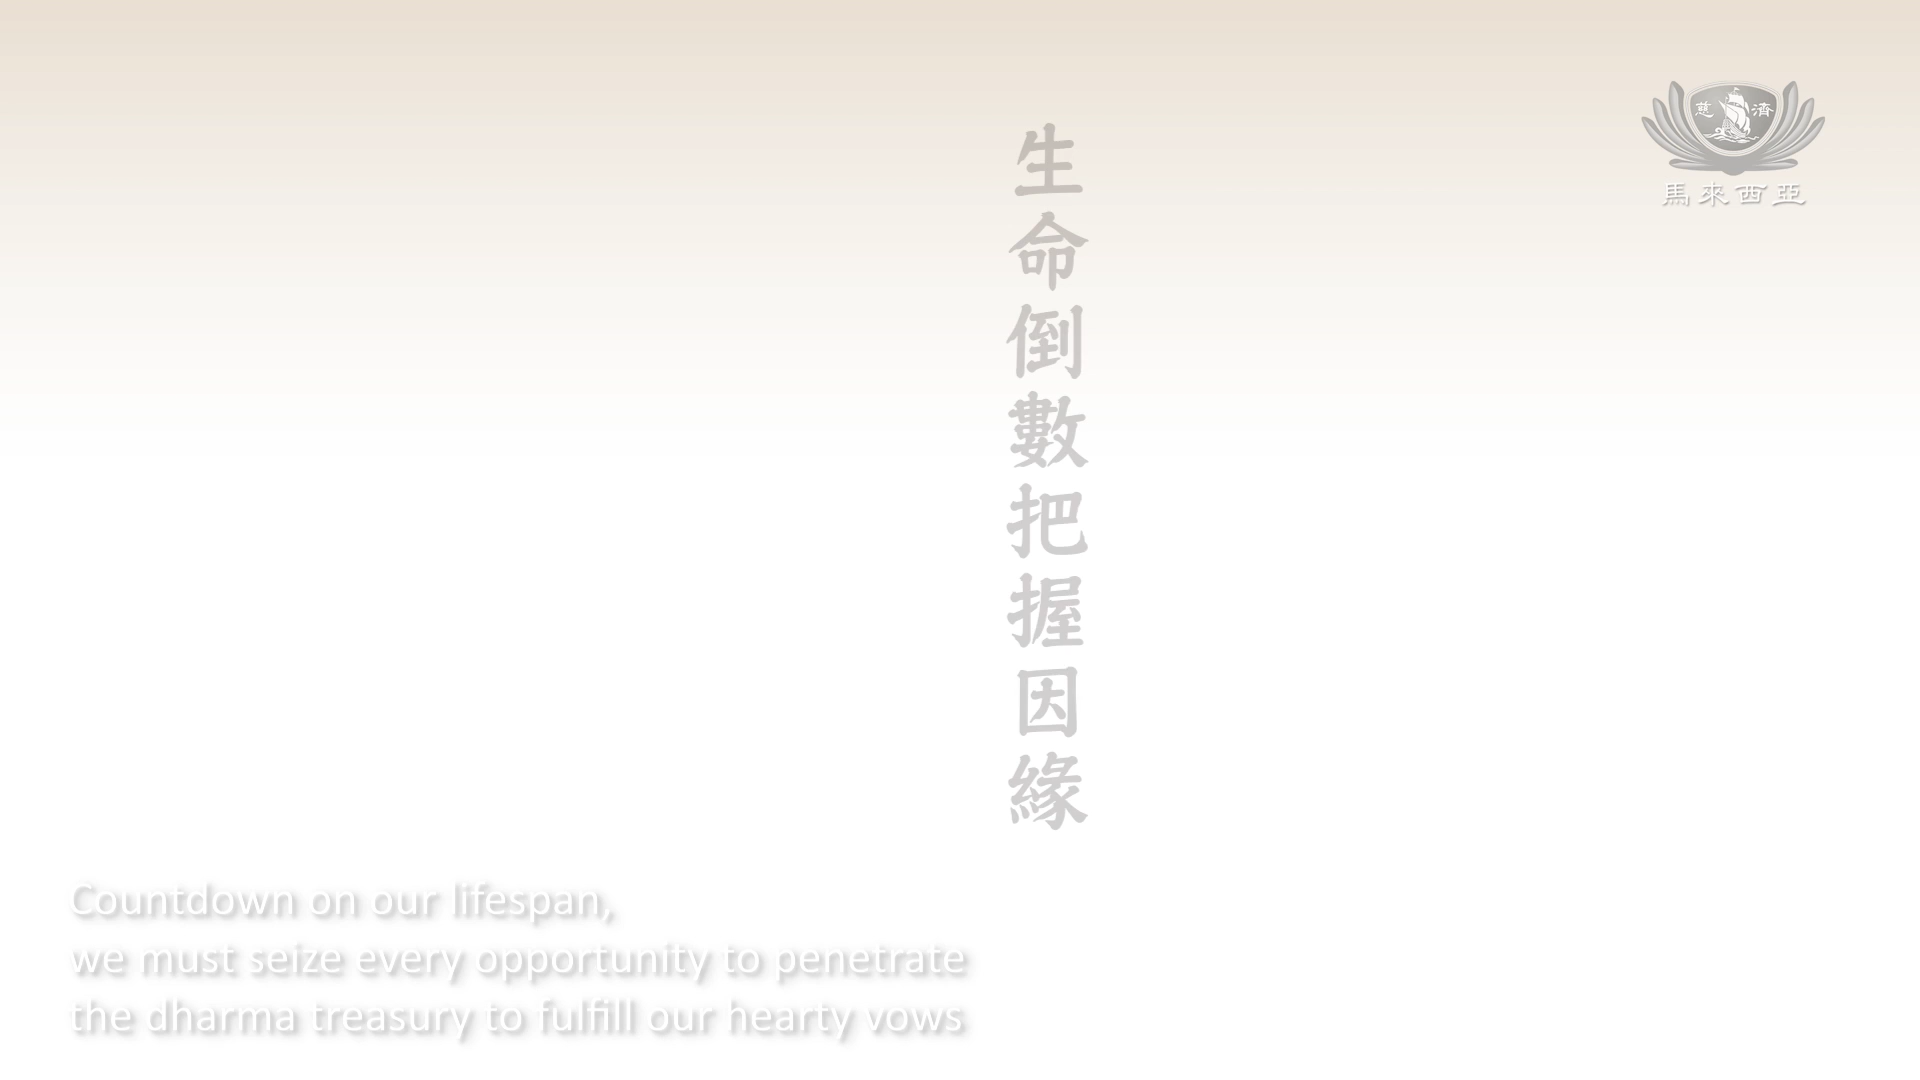 慈濟
馬來西亞
生命倒數把握因緣
Countdown on our lifespan,
we must seize every opportunity to penetrate
the dharma treasury to fulfill our hearty vows